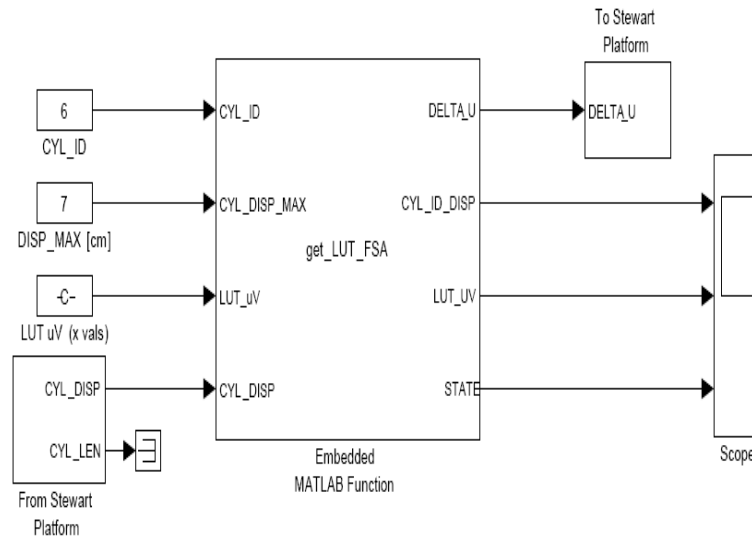 To Stewart
Platform
6
CYL_ID
CYL_ID
DELTA_U
DELTA_U
7
DISP_MAX [cm]
CYL_DISP_MAX
CYL_ID_DISP
get_LUT_FSA
-C-
LUT uV (x vals)
LUT_uV
LUT_UV
CYL_DISP
CYL_DISP
STATE
CYL_LEN
From Stewart
Platform
Embedded
MATLAB Function
Scope